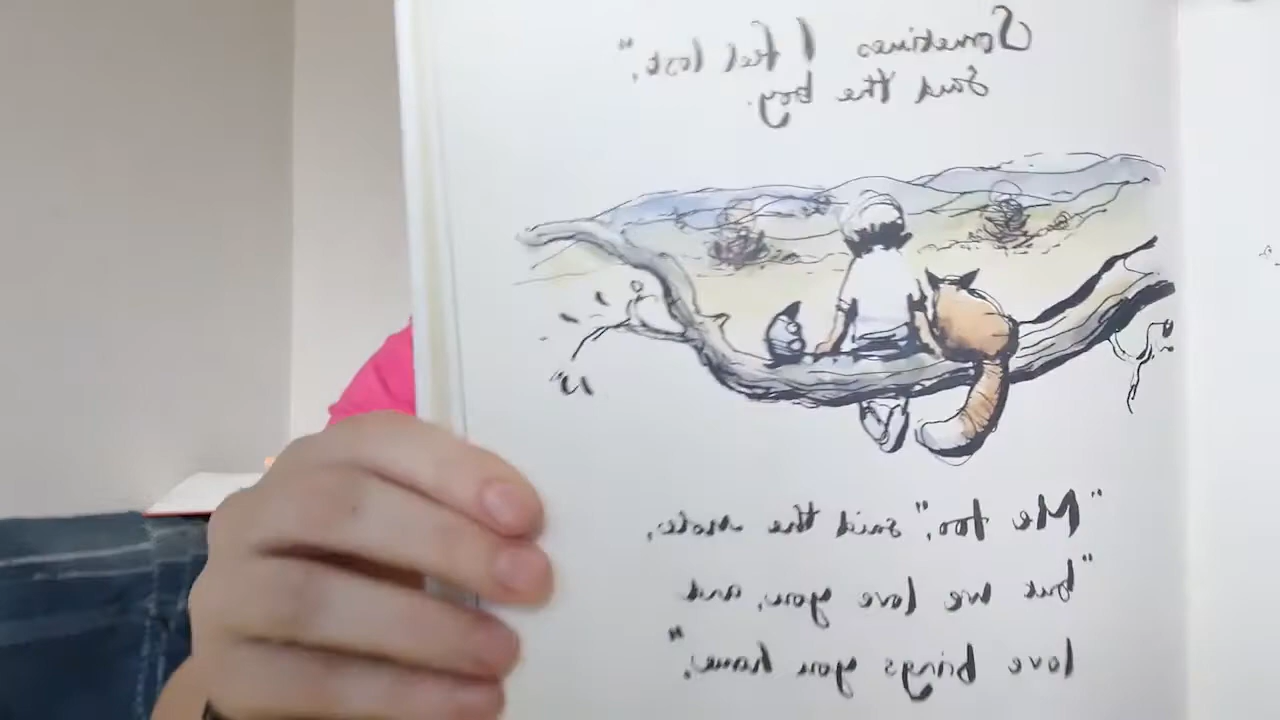 Sometimes I feel lost,"
Said the boy.
"Me too," said the mole,
"but we love you, and
love brings you home."